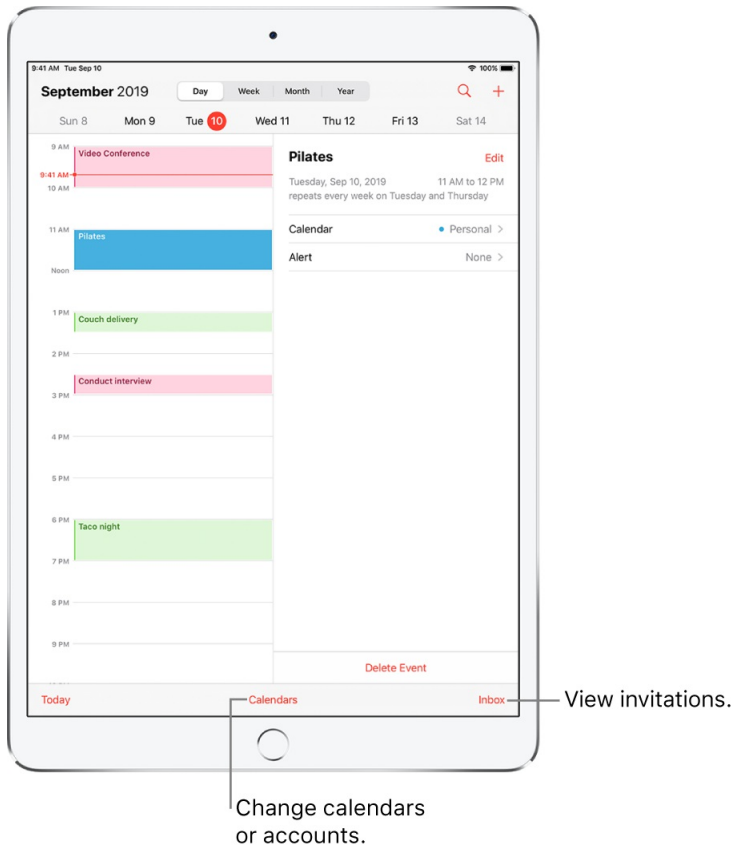 9:41 AM Tue Sep 10
100%
September 2019
Day Week Month Year
Sun 8 Mon 9 Tue 10 Wed 11 Thu 12 Fri 13 Sat 14
9 AM
Video Conference
9:41 AM
10 AM
11 AM
Pilates
Noon
1 PM
Couch delivery
2 PM
Conduct interview
3 PM
4 PM
5 PM
6 PM
Taco night
7 PM
8 PM
9 PM
Pilates Edit
Tuesday, Sep 10, 2019 11 AM to 12 PM
repeats every week on Tuesday and Thursday
Calendar Personal
Alert None
Delete Event
Today Calendars Inbox
View invitations.
Change calendars
or accounts.